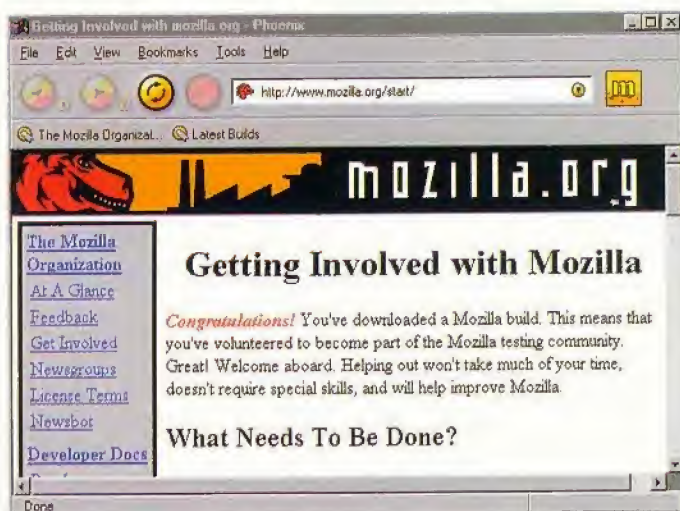 Getting Involved with mozilla.org - Phoenix
File Edit View Bookmarks Tools Help
http://www.mozilla.org/start/
m
The Mozilla Organizat... Latest Builds
mozilla.org
The Mozilla
Organization
At A Glance
Feedback
Get Involved
Newsgroups
License Terms
Newsbot
Developer Docs
Getting Involved with Mozilla
Congratulations! You've downloaded a Mozilla build. This means that
you've volunteered to become part of the Mozilla testing community.
Great! Welcome aboard. Helping out won't take much of your time,
doesn't require special skills, and will help improve Mozilla.
What Needs To Be Done?
Done